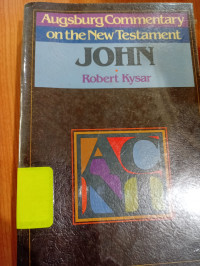 Augsburg Commentary
on the New Testament
JOHN
Robert Kysar
A C
N T